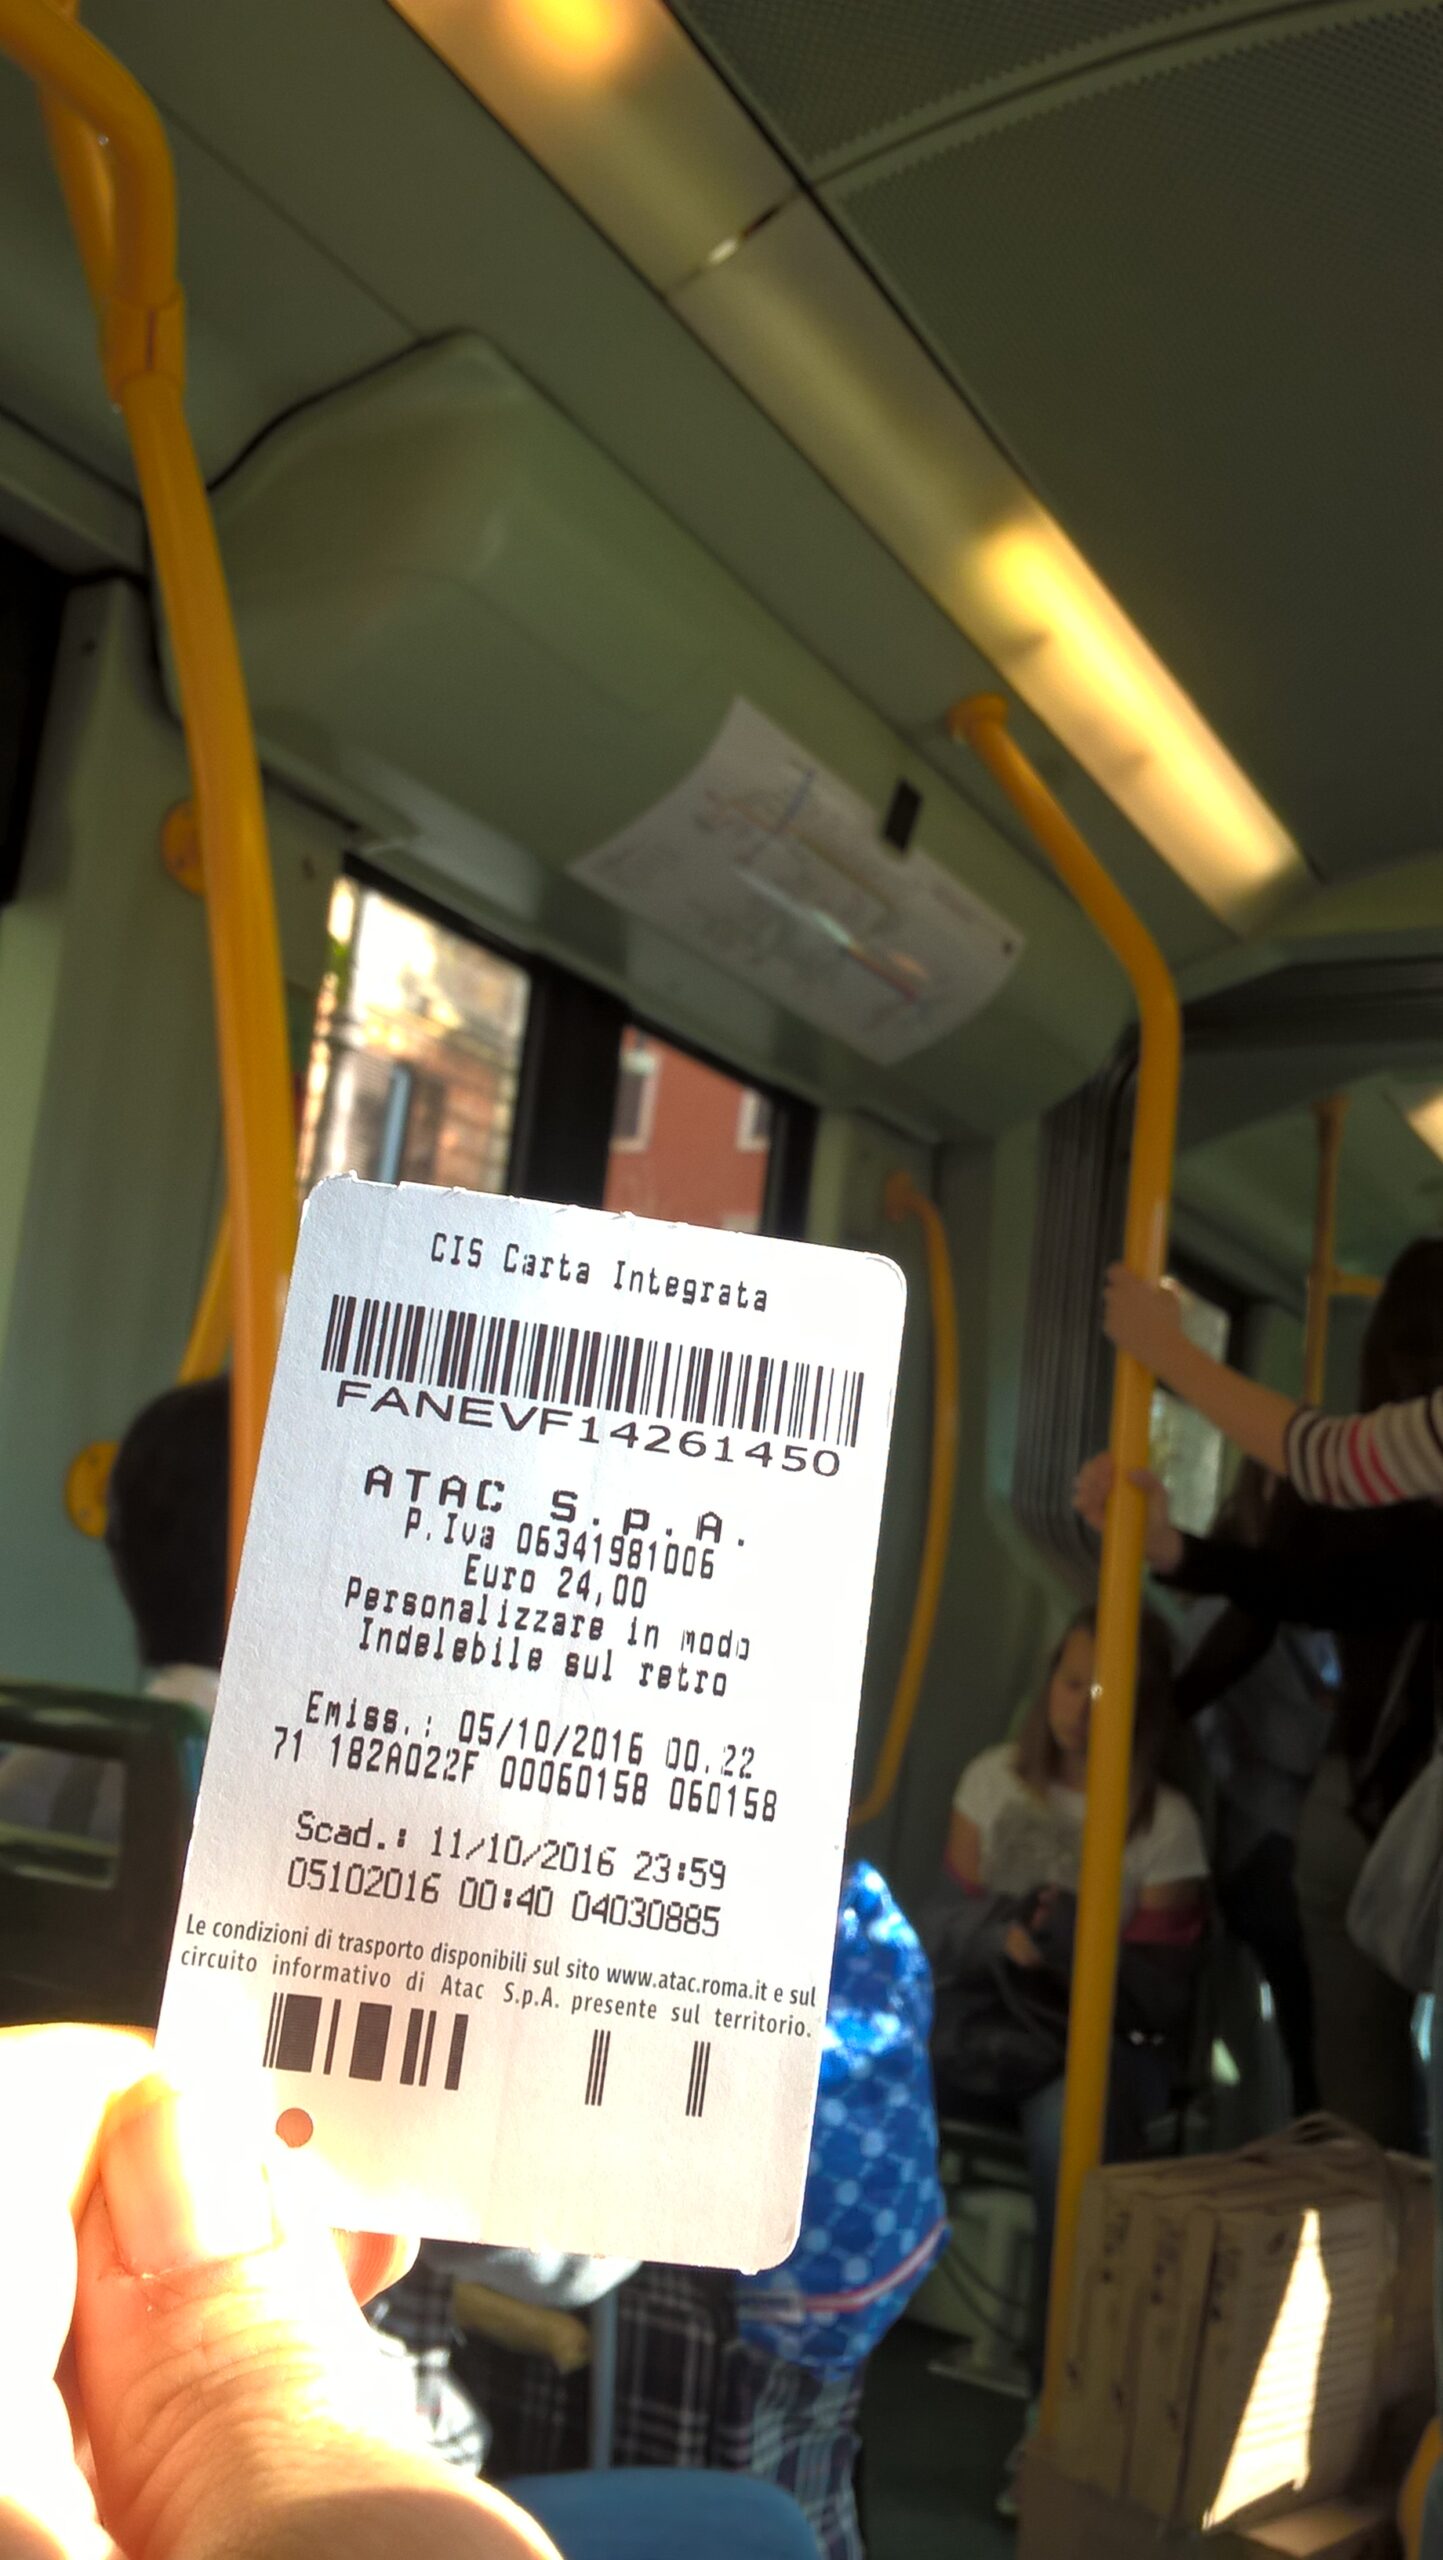 CIS Carta Integrata
FANEVF14261450
ATAC S.p.A.
P.Iva 06341981006
Euro 24,00
Personalizzare in modo
Indelebile sul retro
Emiss.: 05/10/2016 00.22
71 182A022F 00060158 060158
Scad.: 11/10/2016 23:59
05102016 00:40 04030885
Le condizioni di trasporto disponibili sul sito www.atac.roma.it e sul
circuito informativo di Atac S.p.A. presente sul territorio.